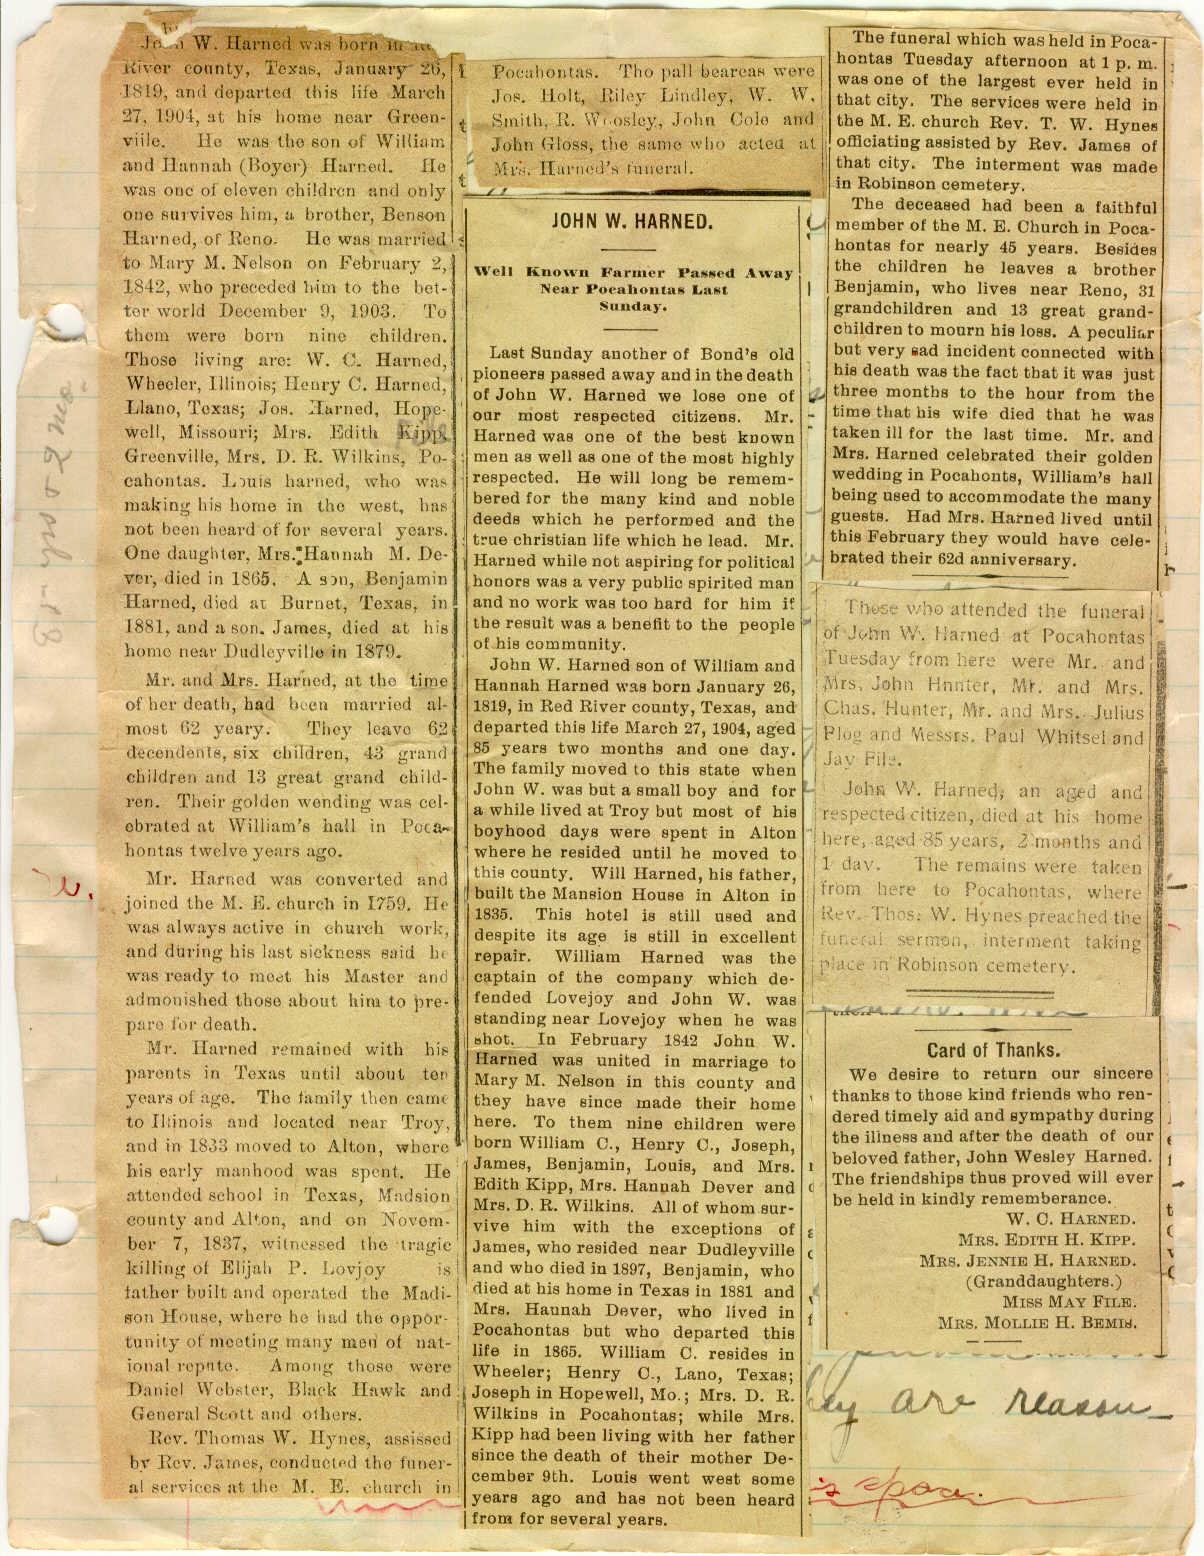 John W. Harned was born in
River county, Texas, January 26,
1819, and departed this life March
27, 1904, at his home near Green-
ville. He was the son of William
and Hannah (Boyer) Harned. He
was one of eleven children and only
one survives him, a brother, Benson
Harned, of Reno. He was married
to Mary M. Nelson on February 2,
1842, who preceded him to the bet-
ter world December 9, 1903. To
them were born nine children.
Those living are: W. C. Harned,
Wheeler, Illinois; Henry C. Harned,
Llano, Texas; Jos. Harned, Hope-
well, Missouri; Mrs. Edith Kipp,
Greenville, Mrs. D. R. Wilkins, Po-
cahontas. Louis harned, who was
making his home in the west, has
not been heard of for several years.
One daughter, Mrs. Hannah M. De-
ver, died in 1865. A son, Benjamin
Harned, died at Burnet, Texas, in
1881, and a son. James, died at his
home near Dudleyville in 1879.
Mr. and Mrs. Harned, at the time
of her death, had been married al-
most 62 yeary. They leave 62
decendents, six children, 43 grand
children and 13 great grand child-
ren. Their golden wending was cel-
ebrated at William's hall in Poca-
hontas twelve years ago.
Mr. Harned was converted and
joined the M. E. church in 1759. He
was always active in church work,
and during his last sickness said he
was ready to meet his Master and
admonished those about him to pre-
pare for death.
Mr. Harned remained with his
parents in Texas until about ten
years of age. The family then came
to Illinois and located near Troy,
and in 1833 moved to Alton, where
his early manhood was spent. He
attended school in Texas, Madsion
county and Alton, and on Novem-
ber 7, 1837, witnessed the tragic
killing of Elijah P. Lovjoy is
father built and operated the Madi-
son House, where he had the oppor-
tunity of meeting many men of nat-
ional repute. Among those were
Daniel Webster, Black Hawk and
General Scott and others.
Rev. Thomas W. Hynes, assissed
by Rev. James, conducted the funer-
al services at the M. E. church in
Pocahontas. Tho pall beareas were
Jos. Holt, Riley Lindley, W. W.
Smith, R. Woosley, John Cole and
John Gloss, the same who acted at
Mrs. Harned's funeral.
JOHN W. HARNED.
Well Known Farmer Passed Away
Near Pocahontas Last
Sunday.
Last Sunday another of Bond's old
pioneers passed away and in the death
of John W. Harned we lose one of
our most respected citizens. Mr.
Harned was one of the best known
men as well as one of the most highly
respected. He will long be remem-
bered for the many kind and noble
deeds which he performed and the
true christian life which he lead. Mr.
Harned while not aspiring for political
honors was a very public spirited man
and no work was too hard for him if
the result was a benefit to the people
of his community.
John W. Harned son of William and
Hannah Harned was born January 26,
1819, in Red River county, Texas, and
departed this life March 27, 1904, aged
85 years two months and one day.
The family moved to this state when
John W. was but a small boy and for
a while lived at Troy but most of his
boyhood days were spent in Alton
where he resided until he moved to
this county. Will Harned, his father,
built the Mansion House in Alton in
1835. This hotel is still used and
despite its age is still in excellent
repair. William Harned was the
captain of the company which de-
fended Lovejoy and John W. was
standing near Lovejoy when he was
shot. In February 1842 John W.
Harned was united in marriage to
Mary M. Nelson in this county and
they have since made their home
here. To them nine children were
born William C., Henry C., Joseph,
James, Benjamin, Louis, and Mrs.
Edith Kipp, Mrs. Hannah Dever and
Mrs. D. R. Wilkins. All of whom sur-
vive him with the exceptions of
James, who resided near Dudleyville
and who died in 1897, Benjamin, who
died at his home in Texas in 1881 and
Mrs. Hannah Dever, who lived in
Pocahontas but who departed this
life in 1865. William C. resides in
Wheeler; Henry C., Lano, Texas;
Joseph in Hopewell, Mo.; Mrs. D. R.
Wilkins in Pocahontas; while Mrs.
Kipp had been living with her father
since the death of their mother De-
cember 9th. Louis went west some
years ago and has not been heard
from for several years.
The funeral which was held in Poca-
hontas Tuesday afternoon at 1 p. m.
was one of the largest ever held in
that city. The services were held in
the M. E. church Rev. T. W. Hynes
officiating assisted by Rev. James of
that city. The interment was made
in Robinson cemetery.
The deceased had been a faithful
member of the M. E. Church in Poca-
hontas for nearly 45 years. Besides
the children he leaves a brother
Benjamin, who lives near Reno, 31
grandchildren and 13 great grand-
children to mourn his loss. A peculiar
but very sad incident connected with
his death was the fact that it was just
three months to the hour from the
time that his wife died that he was
taken ill for the last time. Mr. and
Mrs. Harned celebrated their golden
wedding in Pocahonts, William's hall
being used to accommodate the many
guests. Had Mrs. Harned lived until
this February they would have cele-
brated their 62d anniversary.
Those who attended the funeral
of John W. Harned at Pocahontas
Tuesday from here were Mr. and
Mrs, John Hnnter, Mr. and Mrs.
Chas. Hunter, Mr. and Mrs. Julius
Plog and Messrs. Paul Whitsel and
Jay File.
John W. Harned, an aged and
respected citizen, died at his home
here, aged 85 years, 2 months and
1 day. The remains were taken
from here to Pocahontas, where
Rev. Thos. W. Hynes preached the
funeral sermon, interment taking
place in Robinson cemetery.
Card of Thanks.
We desire to return our sincere
thanks to those kind friends who ren-
dered timely aid and sympathy during
the illness and after the death of our
beloved father, John Wesley Harned.
The friendships thus proved will ever
be held in kindly rememberance.
W. C. HARNED.
MRS. EDITH H. KIPP.
MRS. JENNIE H. HARNED.
(Granddaughters.)
MISS MAY FILE.
MRS. MOLLIE H. BEMIS.
hey are reason
85-yrs & 2 mo.